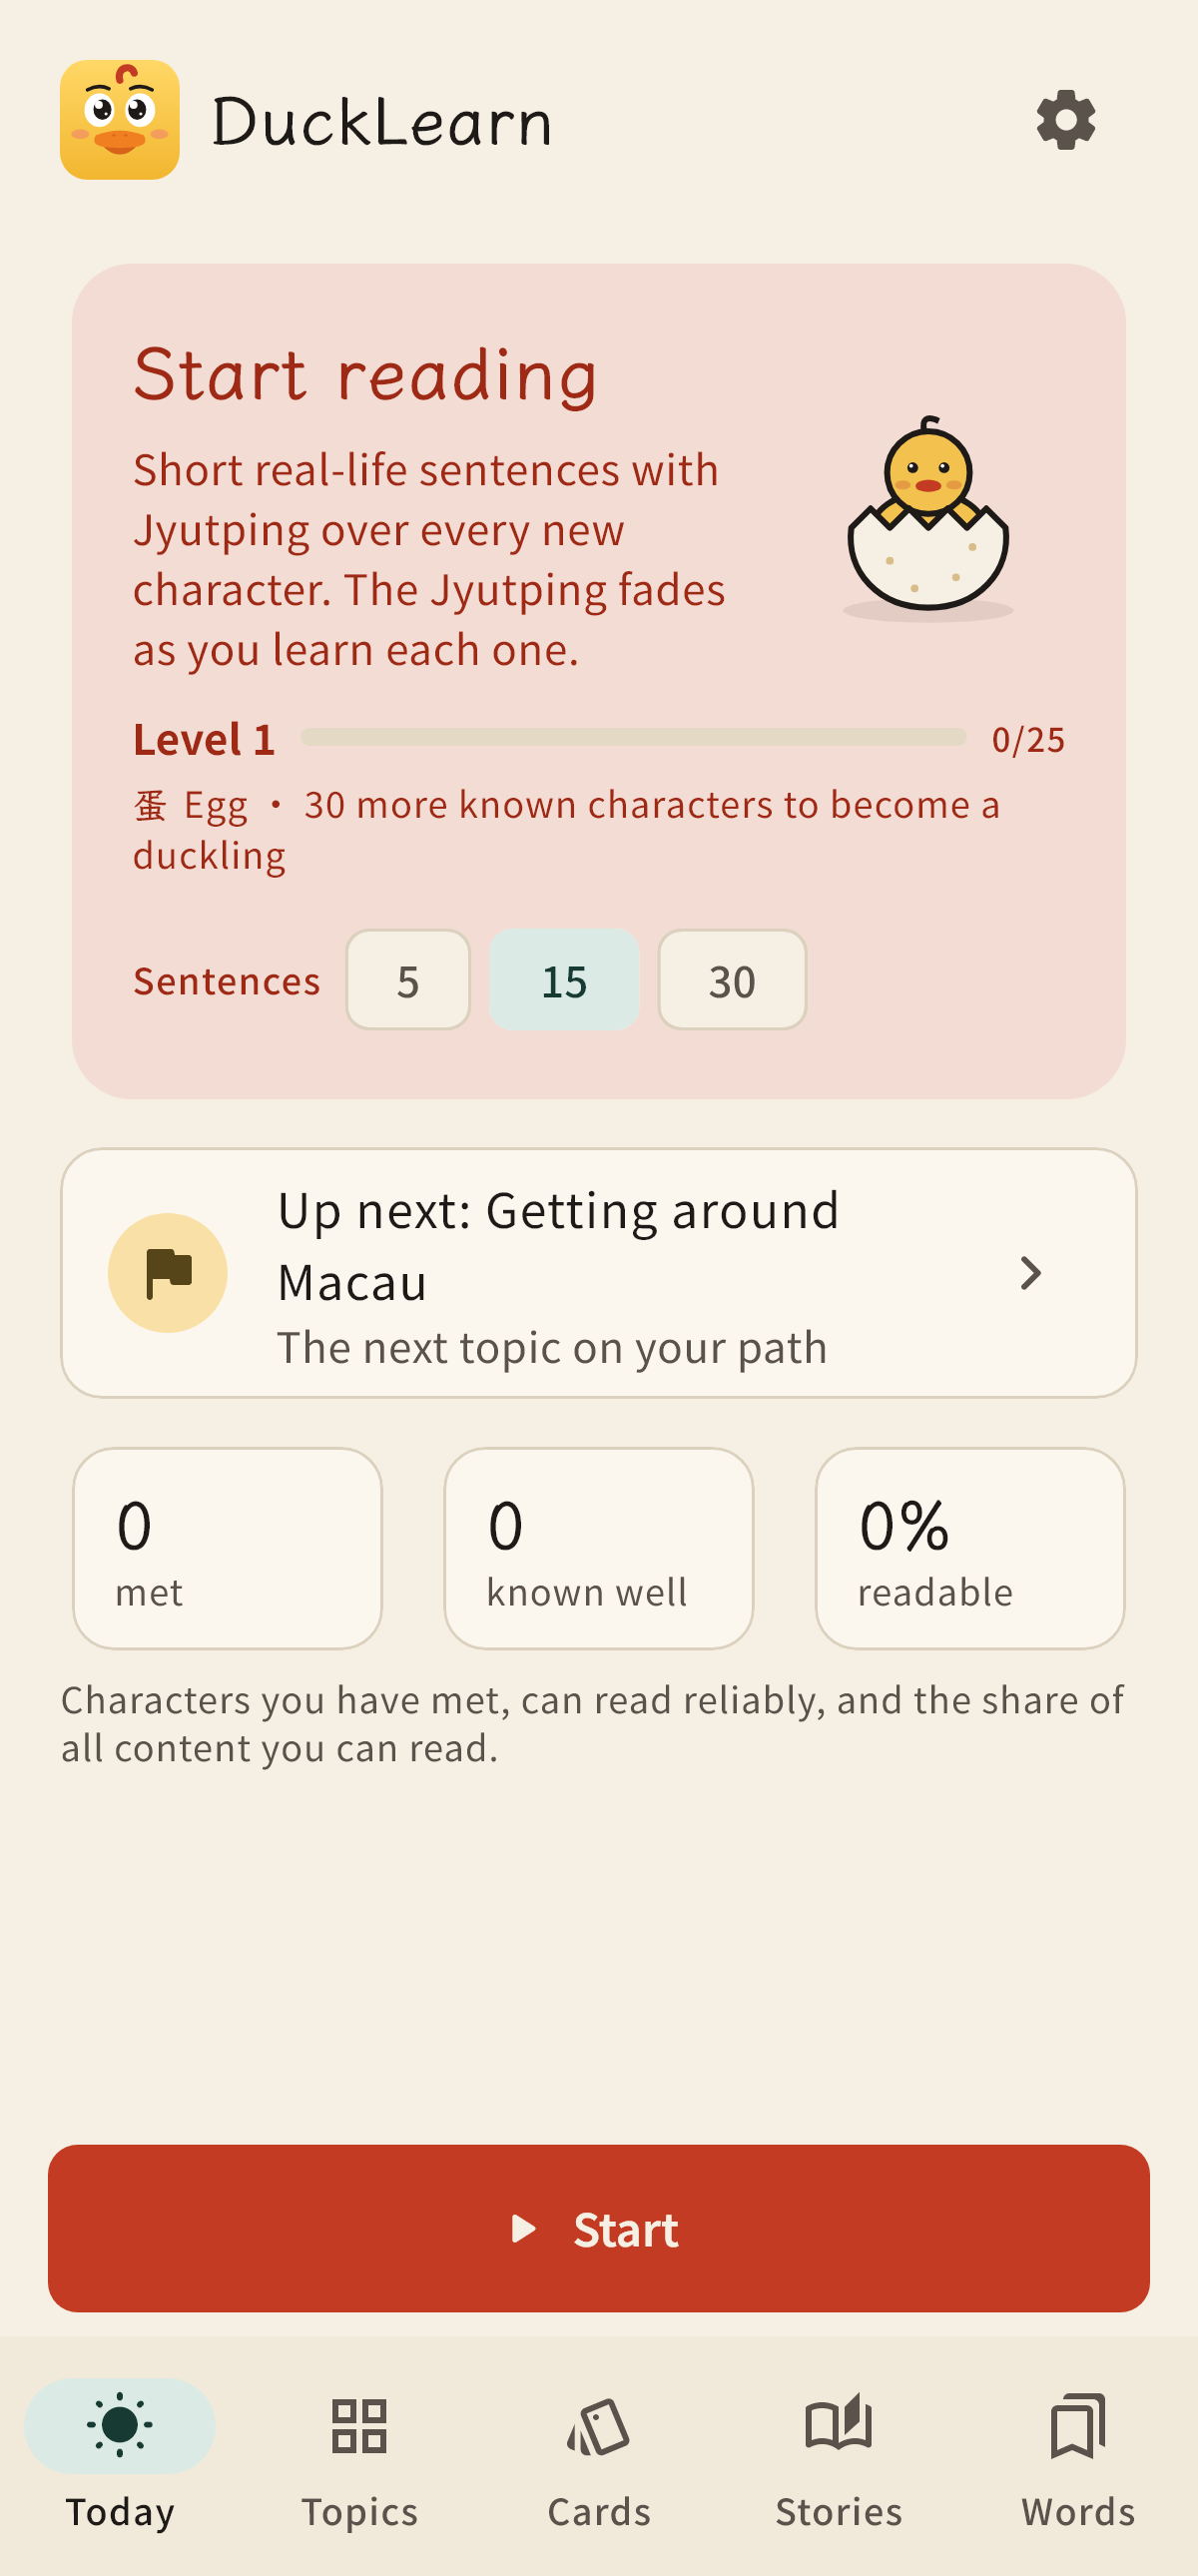 DuckLearn
Start reading
Short real-life sentences with
Jyutping over every new
character. The Jyutping fades
as you learn each one.
Level 1 0/25
蛋 Egg · 30 more known characters to become a
duckling
Sentences 5 15 30
Up next: Getting around
Macau
The next topic on your path
0 0 0%
met known well readable
Characters you have met, can read reliably, and the share of
all content you can read.
Start
Today Topics Cards Stories Words